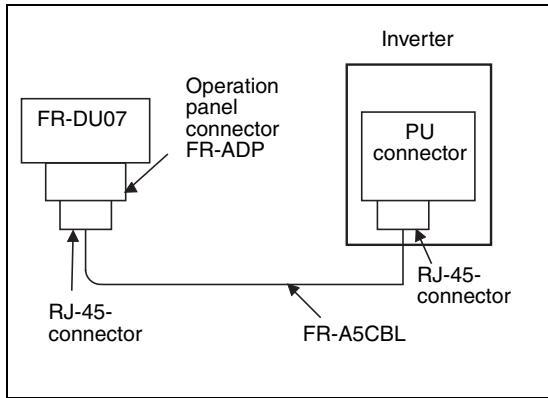 Inverter
Operation
panel
connector
FR-ADP
FR-DU07
PU
connector
RJ-45-
connector
RJ-45-
connector
FR-A5CBL